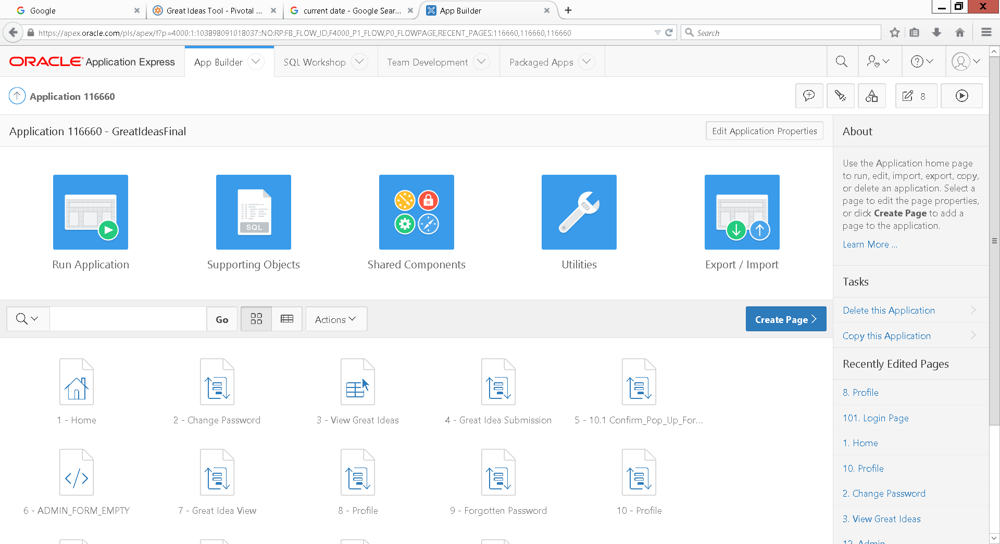 Google
Great Ideas Tool - Pivotal ...
current date - Google Sear...
App Builder
https://apex.oracle.com/pls/apex/f?p=4000:1:103898091018037::NO:RP:FB_FLOW_ID,F4000_P1_FLOW,P0_FLOWPAGE,RECENT_PAGES:116660,116660,116660
Search
ORACLE Application Express
App Builder
SQL Workshop
Team Development
Packaged Apps
Application 116660
8
Application 116660 - GreatIdeasFinal
Edit Application Properties
About
Use the Application home page
to run, edit, import, export, copy,
or delete an application. Select a
page to edit the page properties,
or click Create Page to add a
page to the application.
Learn More ...
SQL
Run Application
Supporting Objects
Shared Components
Utilities
Export / Import
Tasks
Delete this Application
Copy this Application
Go
Actions
Create Page
Recently Edited Pages
8. Profile
101. Login Page
1. Home
10. Profile
2. Change Password
3. View Great Ideas
12. Admin
1 - Home
2 - Change Password
3 - View Great Ideas
4 - Great Idea Submission
5 - 10.1 Confirm_Pop_Up_For...
6 - ADMIN_FORM_EMPTY
7 - Great Idea View
8 - Profile
9 - Forgotten Password
10 - Profile